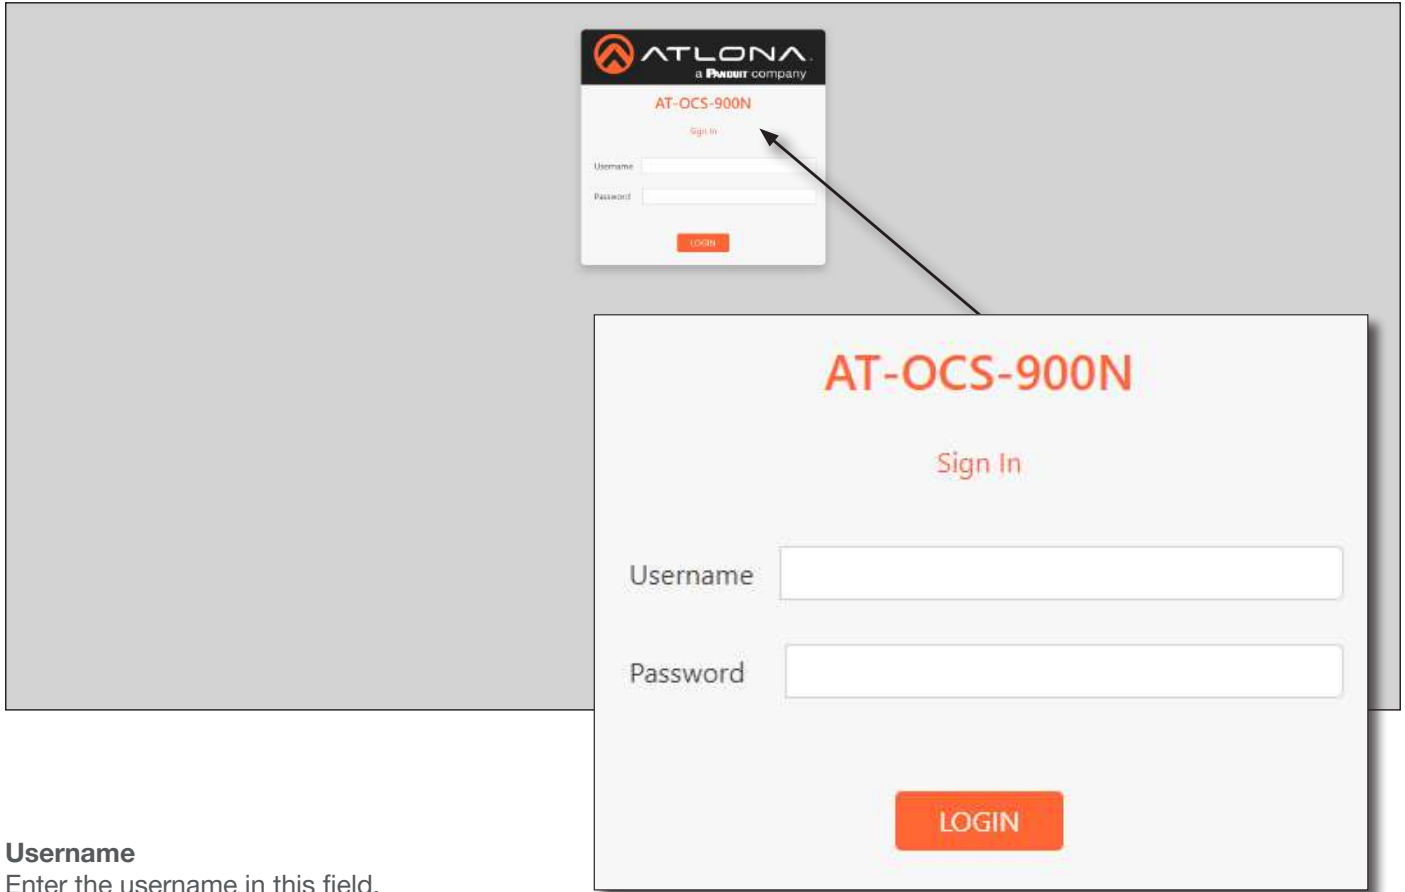 ATLONA
a PANDUIT company
AT-OCS-900N
Sign In
Username
Password
LOGIN
AT-OCS-900N
Sign In
Username
Password
LOGIN
Username
Enter the username in this field.